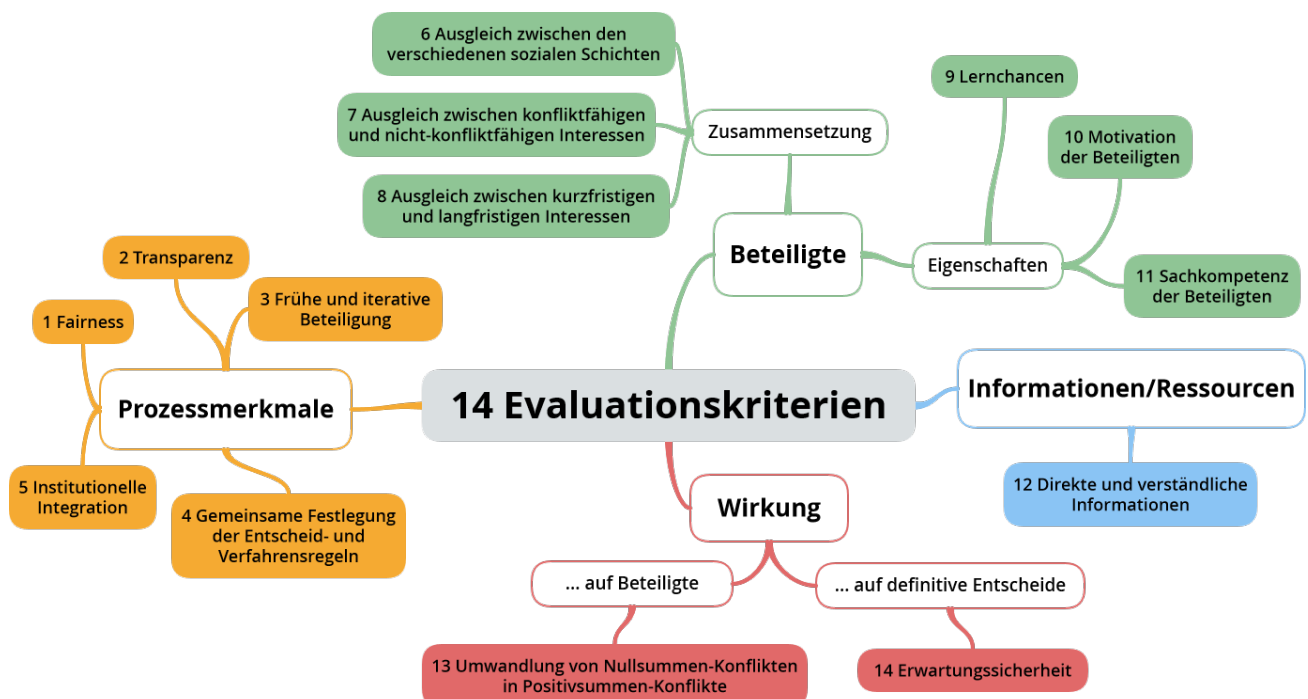 14 Evaluationskriterien
Prozessmerkmale
1 Fairness
2 Transparenz
3 Frühe und iterative
Beteiligung
4 Gemeinsame Festlegung
der Entscheid- und
Verfahrensregeln
5 Institutionelle
Integration
Beteiligte
Zusammensetzung
6 Ausgleich zwischen den
verschiedenen sozialen Schichten
7 Ausgleich zwischen konfliktfähigen
und nicht-konfliktfähigen Interessen
8 Ausgleich zwischen kurzfristigen
und langfristigen Interessen
Eigenschaften
9 Lernchancen
10 Motivation
der Beteiligten
11 Sachkompetenz
der Beteiligten
Informationen/Ressourcen
12 Direkte und verständliche
Informationen
Wirkung
... auf Beteiligte
13 Umwandlung von Nullsummen-Konflikten
in Positivsummen-Konflikte
... auf definitive Entscheide
14 Erwartungssicherheit